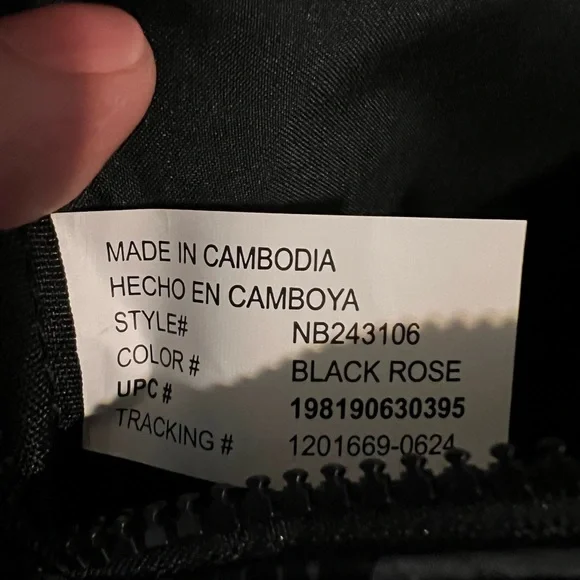 MADE IN CAMBODIA
HECHO EN CAMBOYA
STYLE# NB243106
COLOR # BLACK ROSE
UPC # 198190630395
TRACKING # 1201669-0624